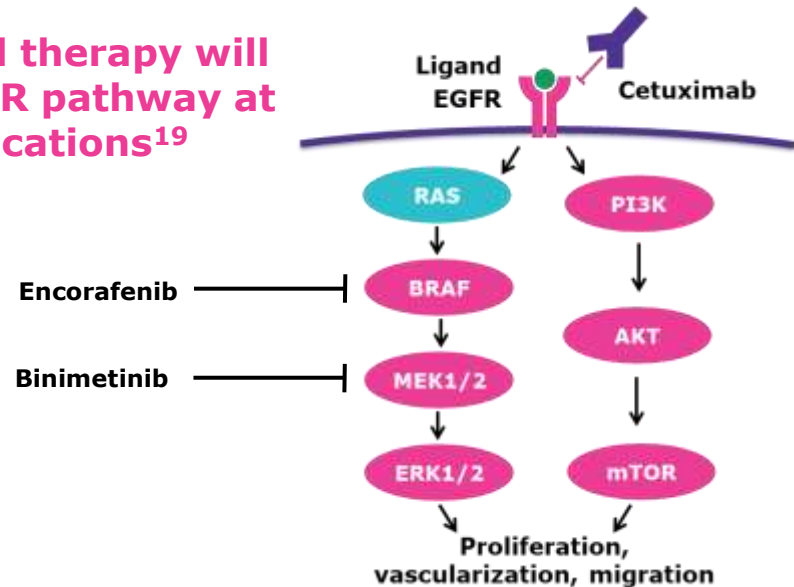 therapy will
R pathway at
cations¹⁹
Ligand
EGFR
Cetuximab
RAS
PI3K
Encorafenib
BRAF
AKT
Binimetinib
MEK1/2
ERK1/2
mTOR
Proliferation,
vascularization, migration